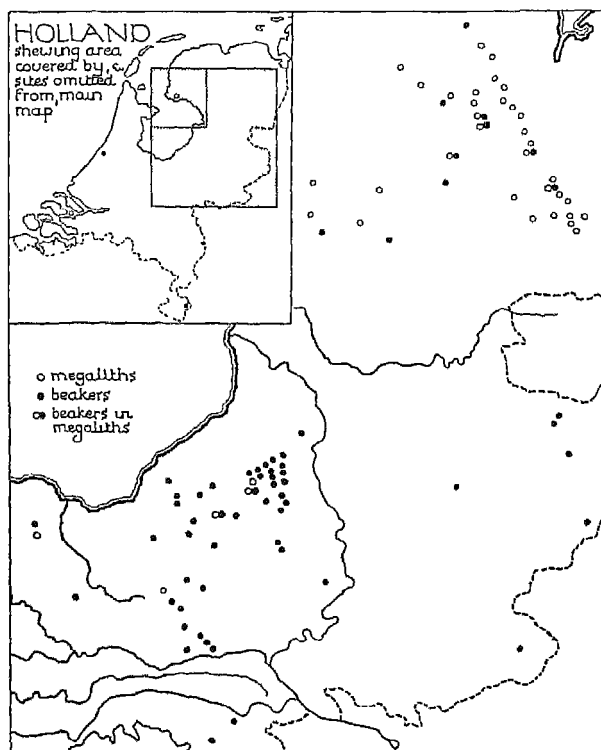 HOLLAND
shewing area
covered by, &
sites omitted
from, main
map
megaliths
beakers
beakers in
megaliths